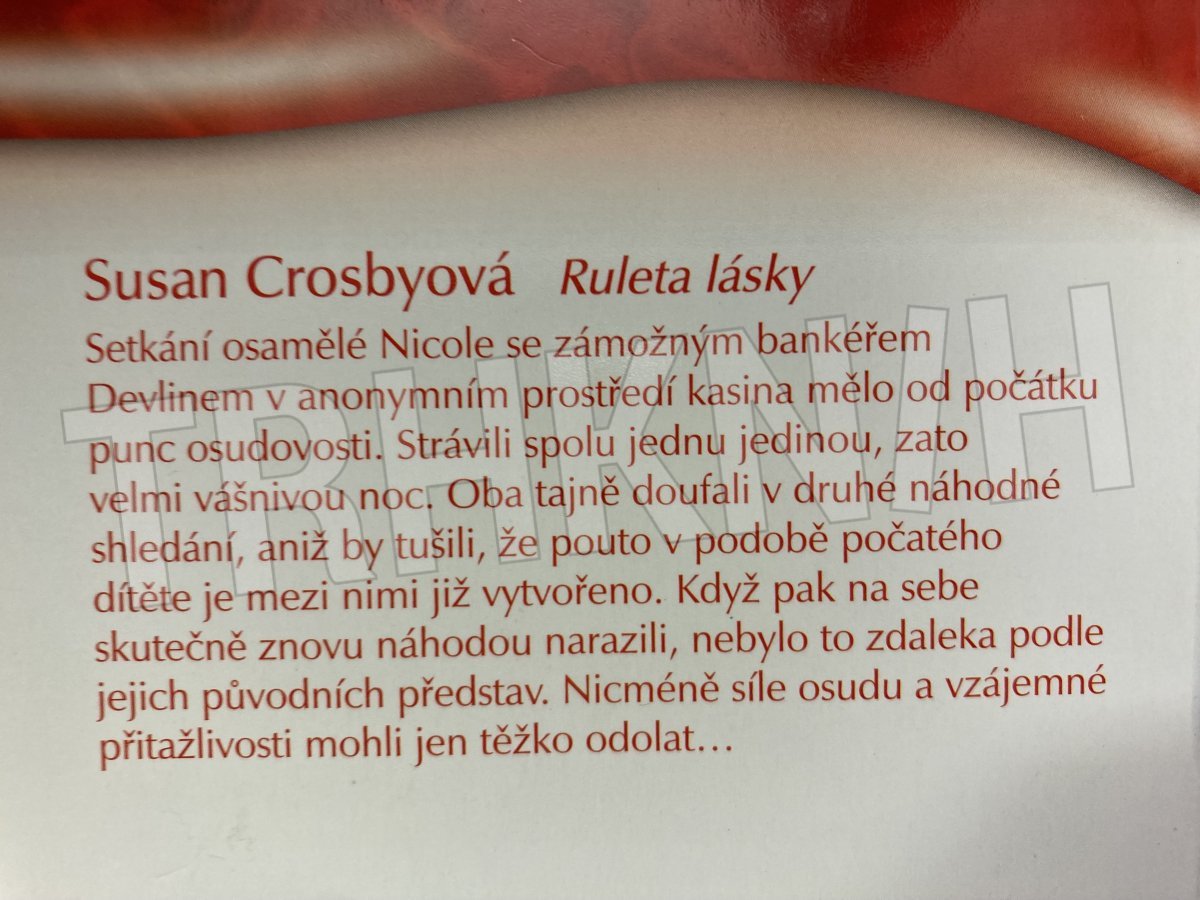 Susan Crosbyová Ruleta lásky
Setkání osamělé Nicole se zámožným bankéřem
Devlinem v anonymním prostředí kasina mělo od počátku
punc osudovosti. Strávili spolu jednu jedinou, zato
velmi vášnivou noc. Oba tajně doufali v druhé náhodné
shledání, aniž by tušili, že pouto v podobě počatého
dítěte je mezi nimi již vytvořeno. Když pak na sebe
skutečně znovu náhodou narazili, nebylo to zdaleka podle
jejich původních představ. Nicméně síle osudu a vzájemné
přitažlivosti mohli jen těžko odolat…
TRHKNIH